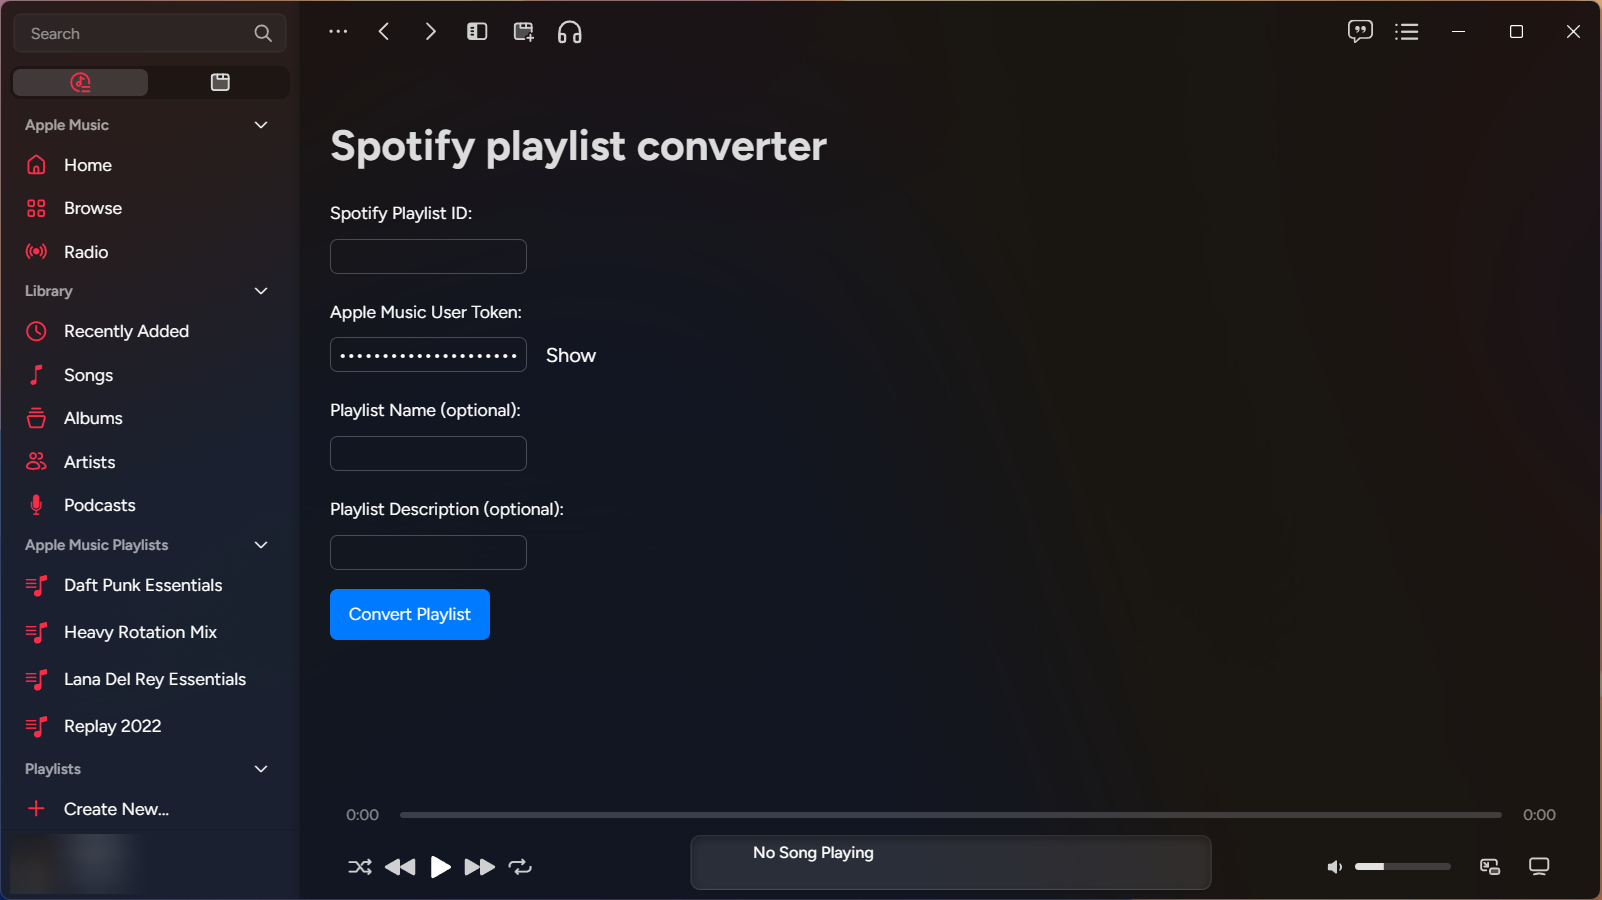 Search
Apple Music
Home
Browse
Radio
Library
Recently Added
Songs
Albums
Artists
Podcasts
Apple Music Playlists
Daft Punk Essentials
Heavy Rotation Mix
Lana Del Rey Essentials
Replay 2022
Playlists
Create New...
Spotify playlist converter
Spotify Playlist ID:
Apple Music User Token:
•••••••••••••••••••••
Show
Playlist Name (optional):
Playlist Description (optional):
Convert Playlist
0:00
0:00
No Song Playing